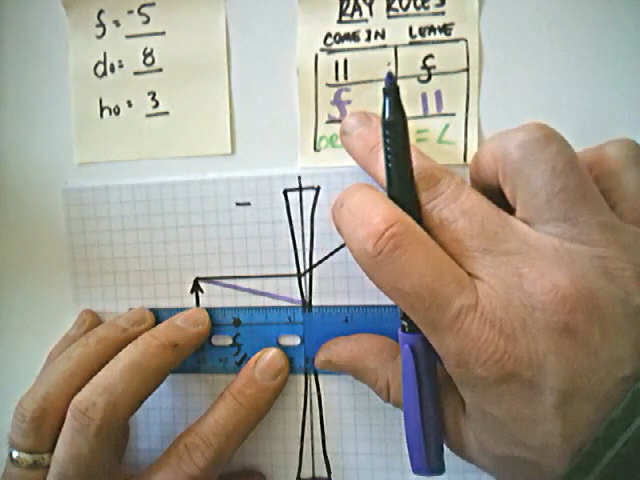 f = -5
do = 8
ho = 3
RAY RULES
COME IN LEAVE
|| f
f ||
= L
-